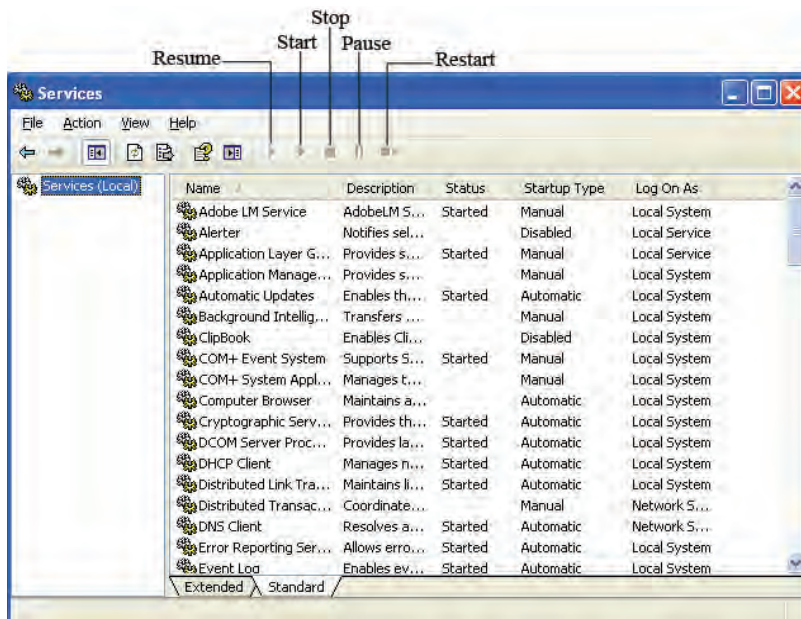 Stop
Start Pause
Resume Restart
Services
File Action View Help
Services (Local)
Name Description Status Startup Type Log On As
Adobe LM Service AdobeLM S... Started Manual Local System
Alerter Notifies sel... Disabled Local Service
Application Layer G... Provides s... Started Manual Local Service
Application Manage... Provides s... Manual Local System
Automatic Updates Enables th... Started Automatic Local System
Background Intellig... Transfers ... Manual Local System
ClipBook Enables Cli... Disabled Local System
COM+ Event System Supports S... Started Manual Local System
COM+ System Appl... Manages t... Manual Local System
Computer Browser Maintains a... Automatic Local System
Cryptographic Serv... Provides th... Started Automatic Local System
DCOM Server Proc... Provides la... Started Automatic Local System
DHCP Client Manages n... Started Automatic Local System
Distributed Link Tra... Maintains li... Started Automatic Local System
Distributed Transac... Coordinate... Manual Network S...
DNS Client Resolves a... Started Automatic Network S...
Error Reporting Ser... Allows erro... Started Automatic Local System
Event Log Enables ev... Started Automatic Local System
Extended Standard